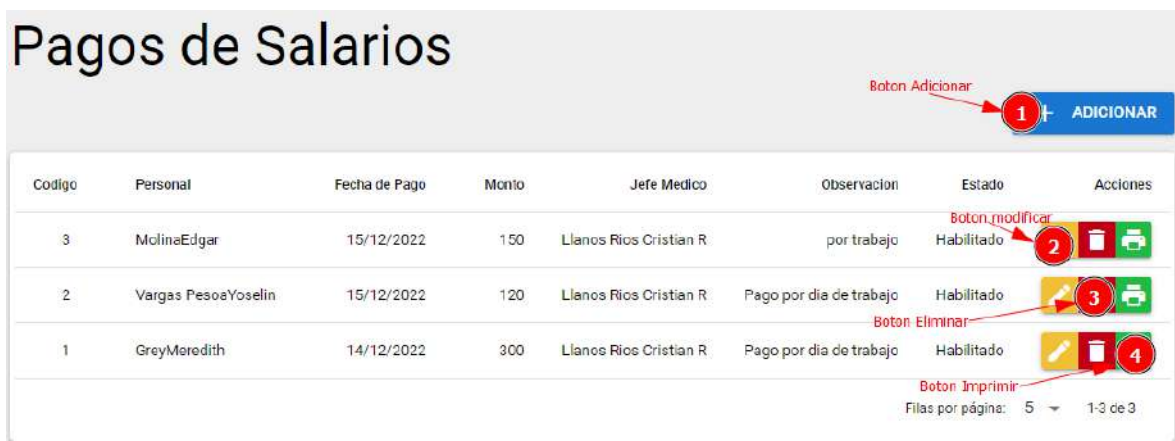 Pagos de Salarios
Boton Adicionar
1 + ADICIONAR
Codigo Personal Fecha de Pago Monto Jefe Medico Observacion Estado Acciones
Boton modificar
3 MolinaEdgar 15/12/2022 150 Llanos Rios Cristian R por trabajo Habilitado 2
2 Vargas PesoaYoselin 15/12/2022 120 Llanos Rios Cristian R Pago por dia de trabajo Habilitado 3
Boton Eliminar
1 GreyMeredith 14/12/2022 300 Llanos Rios Cristian R Pago por dia de trabajo Habilitado 4
Boton Imprimir
Filas por página: 5 1-3 de 3